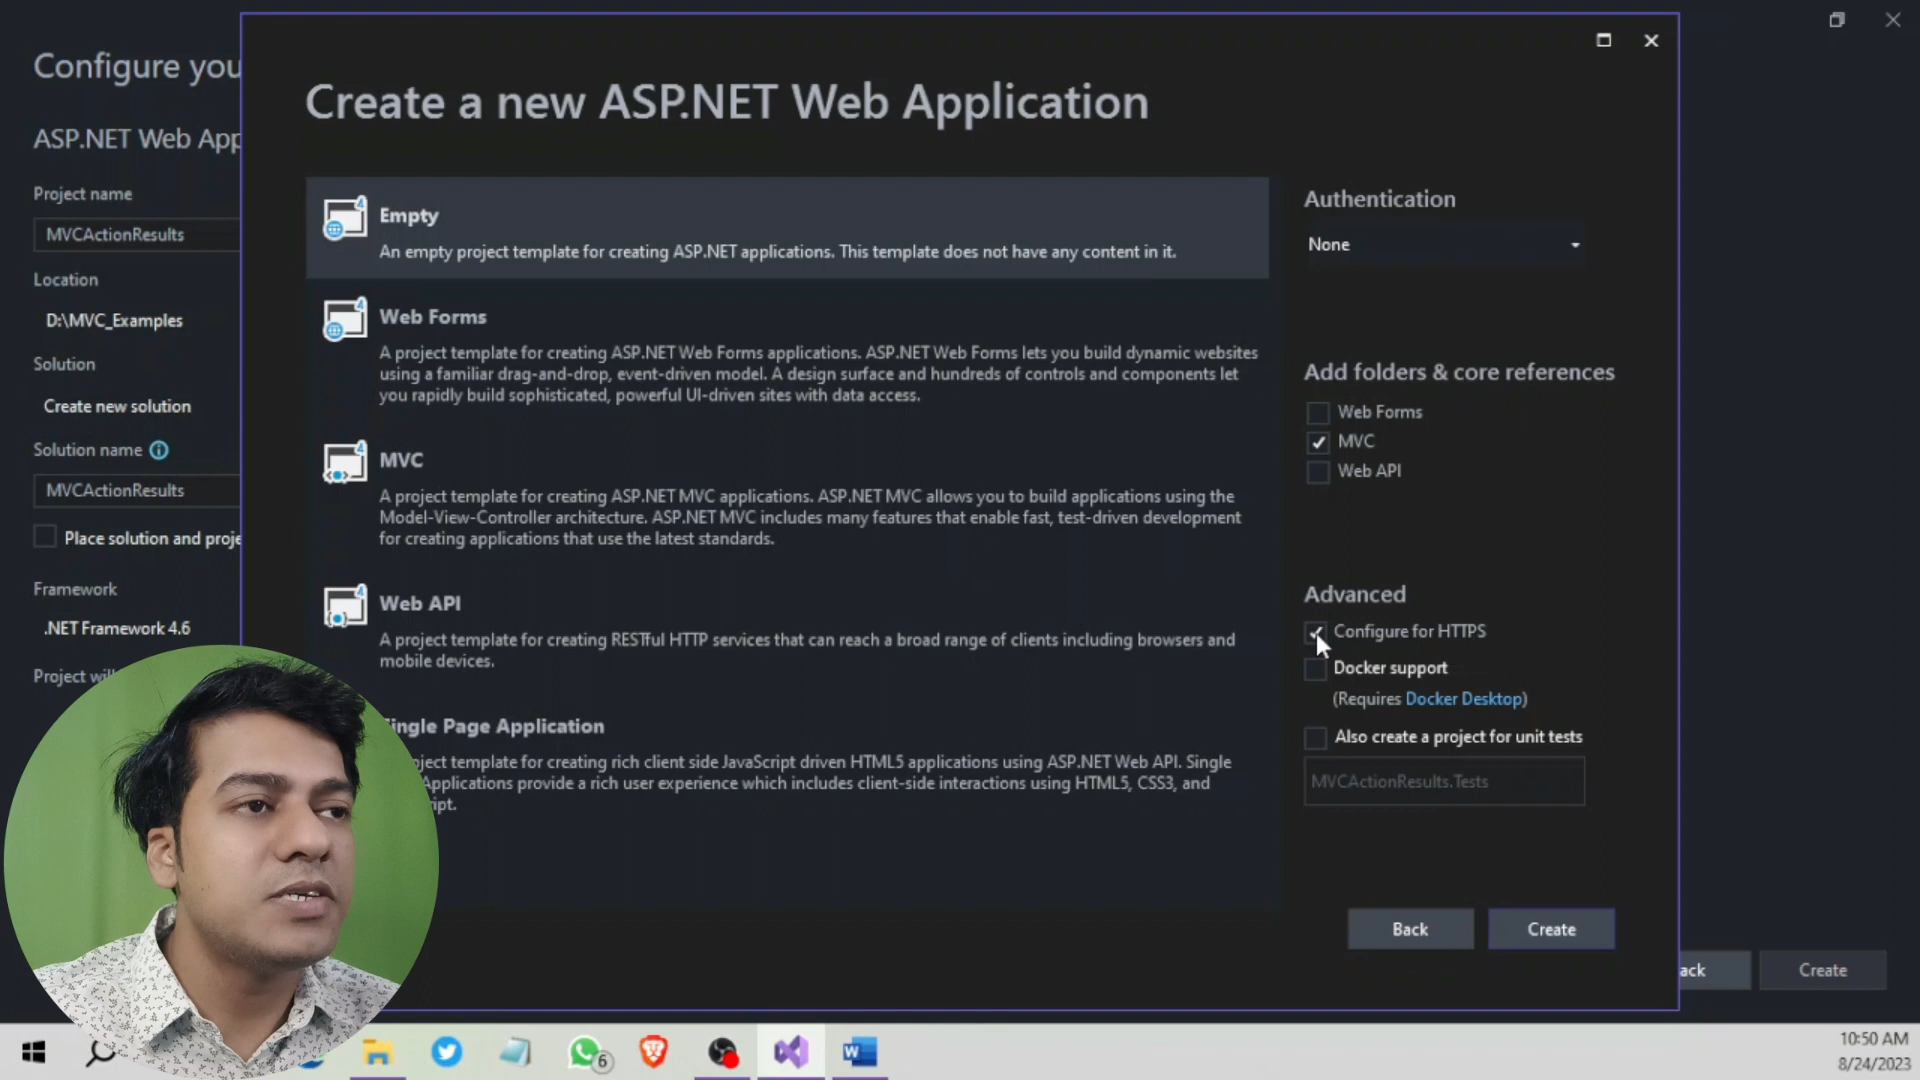 Configure you
ASP.NET Web App
Project name
MVCActionResults
Location
D:\MVC_Examples
Solution
Create new solution
Solution name
MVCActionResults
Place solution and proje
Framework
.NET Framework 4.6
Project wil
Create a new ASP.NET Web Application
Empty
An empty project template for creating ASP.NET applications. This template does not have any content in it.
Web Forms
A project template for creating ASP.NET Web Forms applications. ASP.NET Web Forms lets you build dynamic websites
using a familiar drag-and-drop, event-driven model. A design surface and hundreds of controls and components let
you rapidly build sophisticated, powerful UI-driven sites with data access.
MVC
A project template for creating ASP.NET MVC applications. ASP.NET MVC allows you to build applications using the
Model-View-Controller architecture. ASP.NET MVC includes many features that enable fast, test-driven development
for creating applications that use the latest standards.
Web API
A project template for creating RESTful HTTP services that can reach a broad range of clients including browsers and
mobile devices.
ingle Page Application
oject template for creating rich client side JavaScript driven HTML5 applications using ASP.NET Web API. Single
Applications provide a rich user experience which includes client-side interactions using HTML5, CSS3, and
ipt.
Authentication
None
Add folders & core references
Web Forms
MVC
Web API
Advanced
Configure for HTTPS
Docker support
(Requires Docker Desktop)
Also create a project for unit tests
MVCActionResults.Tests
Back
Create
ack
Create
6
W
10:50 AM
8/24/2023